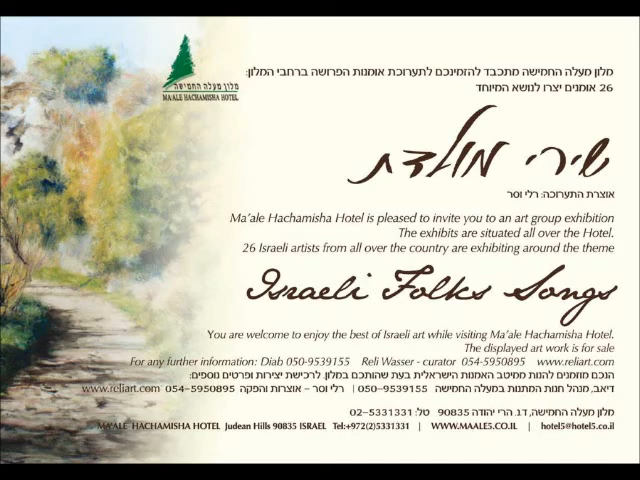 מלון מעלה החמישה
MA'ALE HACHAMISHA HOTEL
מלון מעלה החמישה מתכבד להזמינכם לתערוכת אומנות הפרושה ברחבי המלון:
26 אומנים יצרו לנושא המיוחד
שירי מולדת
אוצרת התערוכה: רלי וסר
Ma'ale Hachamisha Hotel is pleased to invite you to an art group exhibition
The exhibits are situated all over the Hotel.
26 Israeli artists from all over the country are exhibiting around the theme
Israeli Folks Songs
You are welcome to enjoy the best of Israeli art while visiting Ma'ale Hachamisha Hotel.
The displayed art work is for sale
For any further information: Diab 050-9539155 Reli Wasser - curator 054-5950895 www.reliart.com
הנכם מוזמנים להנות ממיטב האמנות הישראלית בעת שהותכם במלון. לרכישת יצירות ופרטים נוספים:
דיאב, מנהל חנות המתנות במעלה החמישה 050-9539155 | רלי וסר - אוצרות והפקה 054-5950895 www.reliart.com
מלון מעלה החמישה, ד.נ. הרי יהודה 90835 טל: 02-5331331
MA'ALE HACHAMISHA HOTEL Judean Hills 90835 ISRAEL Tel:+972(2)5331331 | WWW.MAALE5.CO.IL | hotel5@hotel5.co.il